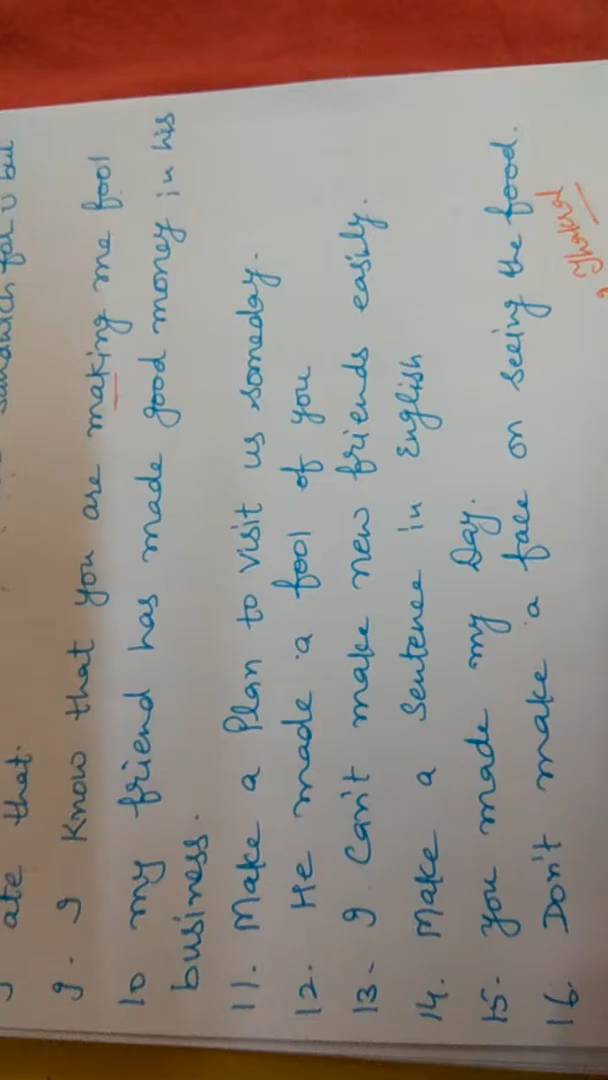 sandwich for U but
ate that.
9. I Know that you are making me fool
10 my friend has made good money in his
business.
11. Make a Plan to visit us someday.
12. He made a fool of you
13. I can't make new friends easily.
14. Make a Sentence in English
15. you made my Day.
16. Don't make a face on seeing the food.